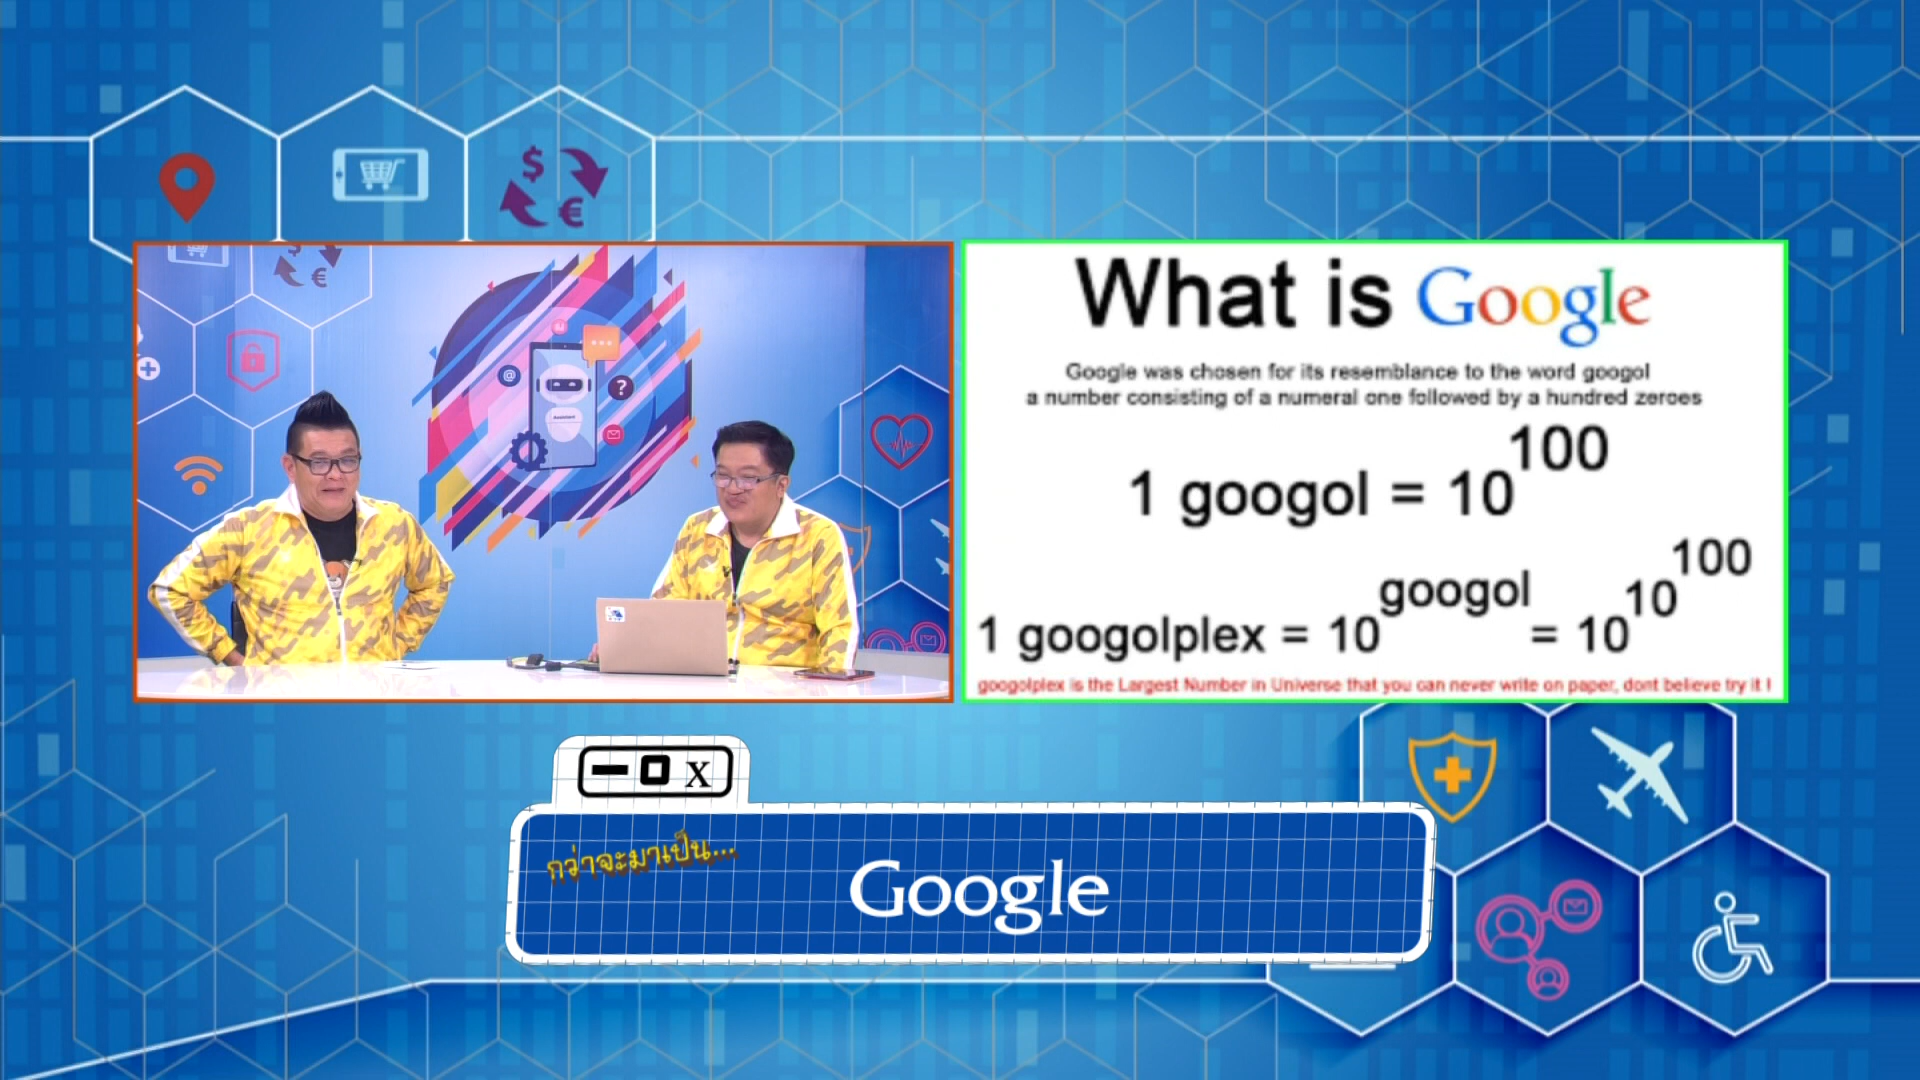 What is Google
Google was chosen for its resemblance to the word googol
a number consisting of a numeral one followed by a hundred zeroes
1 googol = 10^100
1 googolplex = 10^googol = 10^10^100
googolplex is the Largest Number in Universe that you can never write on paper, dont believe try it !
Assistant
กว่าจะมาเป็น...
Google